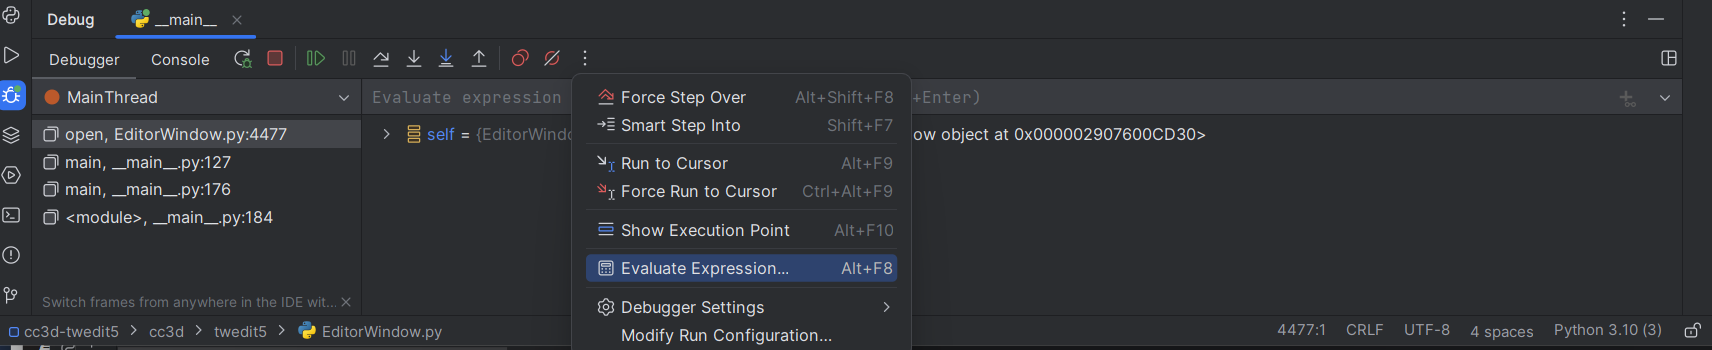 Debug __main__
Debugger Console
MainThread Evaluate expression +Enter)
open, EditorWindow.py:4477 self = {EditorWindo ow object at 0x000002907600CD30>
main, __main__.py:127
main, __main__.py:176
<module>, __main__.py:184
Switch frames from anywhere in the IDE wit...
Force Step Over Alt+Shift+F8
Smart Step Into Shift+F7
Run to Cursor Alt+F9
Force Run to Cursor Ctrl+Alt+F9
Show Execution Point Alt+F10
Evaluate Expression... Alt+F8
Debugger Settings
Modify Run Configuration...
cc3d-twedit5 cc3d twedit5 EditorWindow.py 4477:1 CRLF UTF-8 4 spaces Python 3.10 (3)